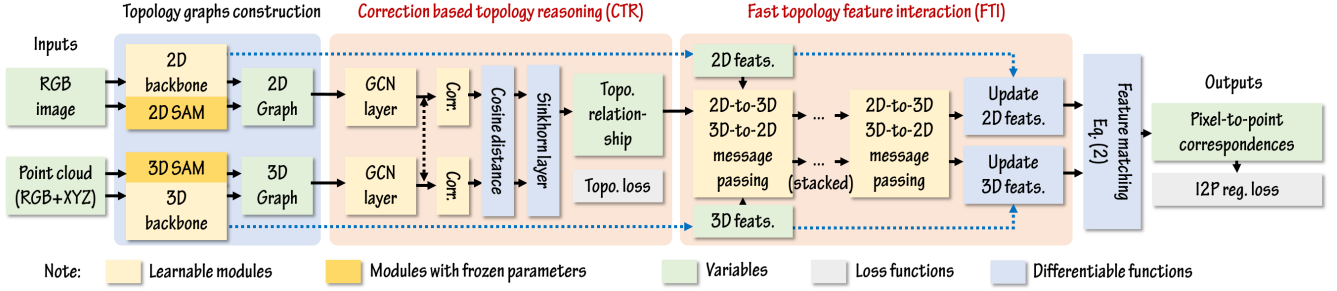 Topology graphs construction
Correction based topology reasoning (CTR)
Fast topology feature interaction (FTI)
Inputs
RGB
image
Point cloud
(RGB+XYZ)
2D
backbone
2D SAM
3D SAM
3D
backbone
2D
Graph
3D
Graph
GCN
layer
GCN
layer
Corr.
Corr.
Cosine distance
Sinkhorn layer
Topo.
relation-
ship
Topo. loss
2D feats.
2D-to-3D
3D-to-2D
message
passing
3D feats.
...
...
(stacked)
2D-to-3D
3D-to-2D
message
passing
Update
2D feats.
Update
3D feats.
Feature matching
Eq. (2)
Outputs
Pixel-to-point
correspondences
I2P reg. loss
Note:
Learnable modules
Modules with frozen parameters
Variables
Loss functions
Differentiable functions